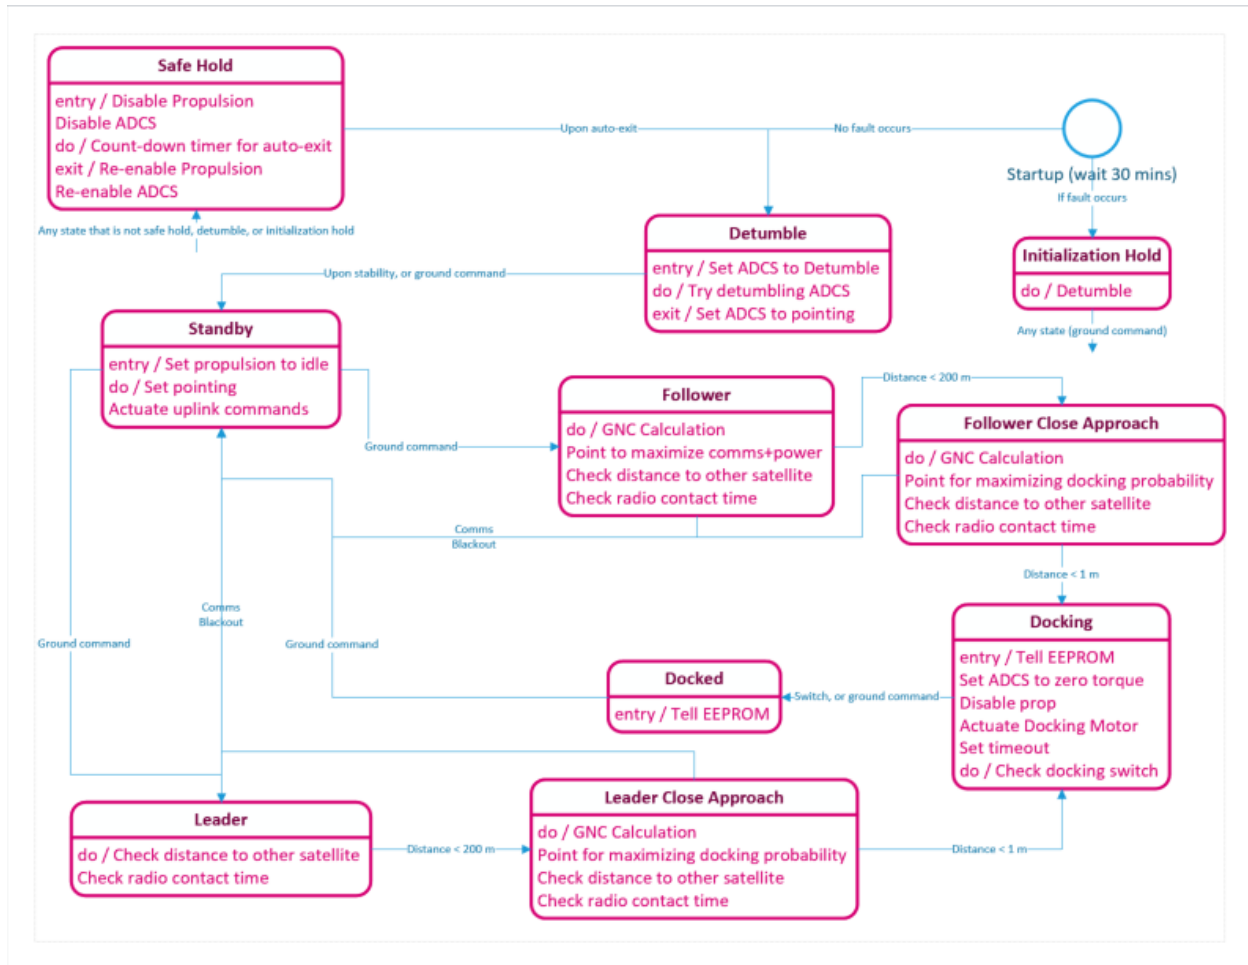 Safe Hold
entry / Disable Propulsion
Disable ADCS
do / Count-down timer for auto-exit
exit / Re-enable Propulsion
Re-enable ADCS
Upon auto-exit
No fault occurs
Startup (wait 30 mins)
If fault occurs
Any state that is not safe hold, detumble, or initialization hold
Detumble
entry / Set ADCS to Detumble
do / Try detumbling ADCS
exit / Set ADCS to pointing
Initialization Hold
do / Detumble
Any state (ground command)
Upon stability, or ground command
Standby
entry / Set propulsion to idle
do / Set pointing
Actuate uplink commands
Ground command
Follower
do / GNC Calculation
Point to maximize comms+power
Check distance to other satellite
Check radio contact time
Distance < 200 m
Follower Close Approach
do / GNC Calculation
Point for maximizing docking probability
Check distance to other satellite
Check radio contact time
Comms
Blackout
Distance < 1 m
Comms
Blackout
Ground command
Ground command
Docking
entry / Tell EEPROM
Set ADCS to zero torque
Disable prop
Actuate Docking Motor
Set timeout
do / Check docking switch
Switch, or ground command
Docked
entry / Tell EEPROM
Leader
do / Check distance to other satellite
Check radio contact time
Distance < 200 m
Leader Close Approach
do / GNC Calculation
Point for maximizing docking probability
Check distance to other satellite
Check radio contact time
Distance < 1 m